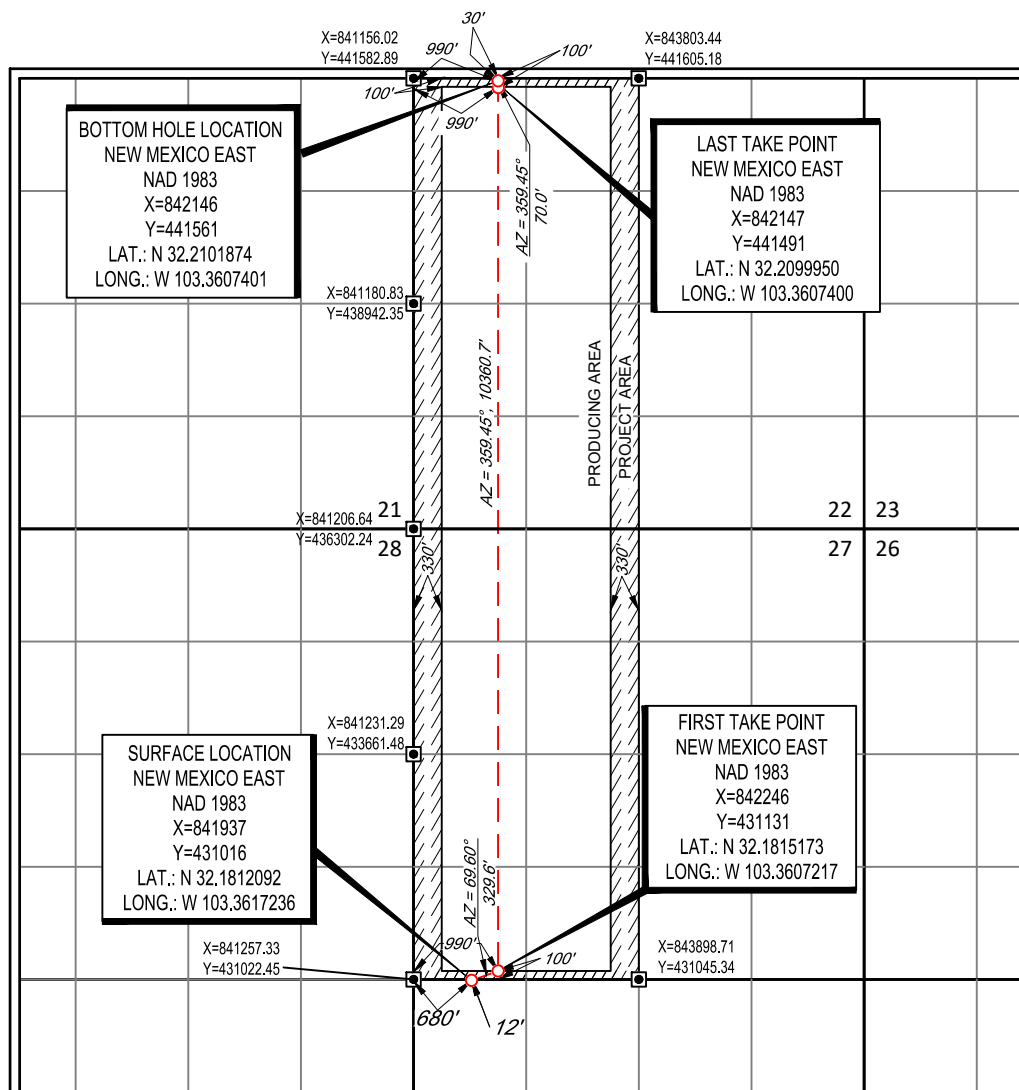 30'
X=841156.02
Y=441582.89
990'
100'
X=843803.44
Y=441605.18
100'
990'
BOTTOM HOLE LOCATION
NEW MEXICO EAST
NAD 1983
X=842146
Y=441561
LAT.: N 32.2101874
LONG.: W 103.3607401
AZ = 359.45°
70.0'
LAST TAKE POINT
NEW MEXICO EAST
NAD 1983
X=842147
Y=441491
LAT.: N 32.2099950
LONG.: W 103.3607400
X=841180.83
Y=438942.35
AZ = 359.45°, 10360.7'
PRODUCING AREA
PROJECT AREA
X=841206.64
Y=436302.24
21
28
22
23
27
26
330'
330'
X=841231.29
Y=433661.48
SURFACE LOCATION
NEW MEXICO EAST
NAD 1983
X=841937
Y=431016
LAT.: N 32.1812092
LONG.: W 103.3617236
AZ = 69.60°
329.6'
FIRST TAKE POINT
NEW MEXICO EAST
NAD 1983
X=842246
Y=431131
LAT.: N 32.1815173
LONG.: W 103.3607217
X=841257.33
Y=431022.45
990'
100'
X=843898.71
Y=431045.34
680'
12'